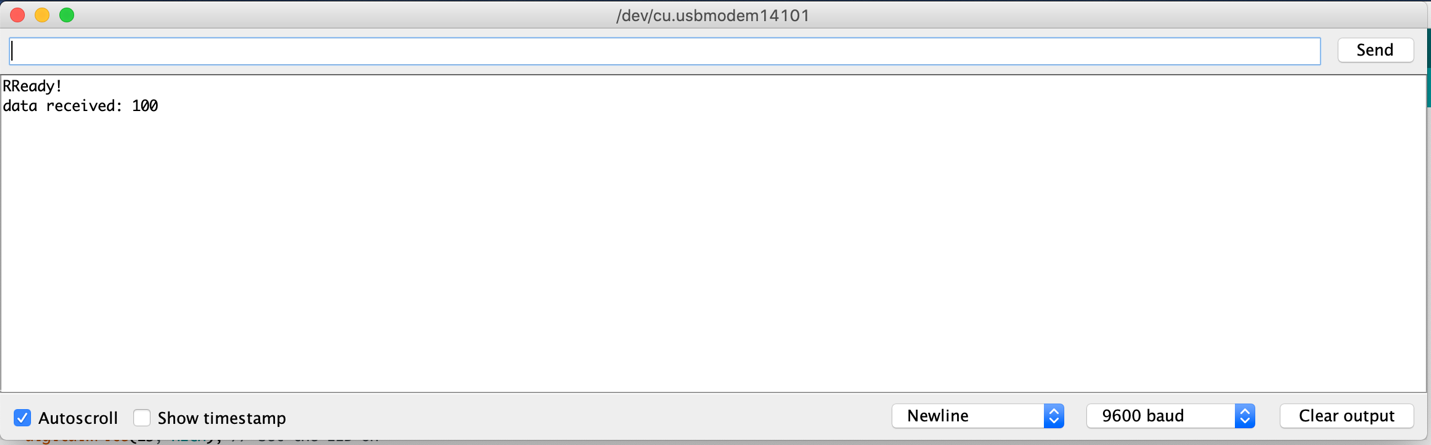 /dev/cu.usbmodem14101
Send
RReady!
data received: 100
Autoscroll Show timestamp Newline 9600 baud Clear output